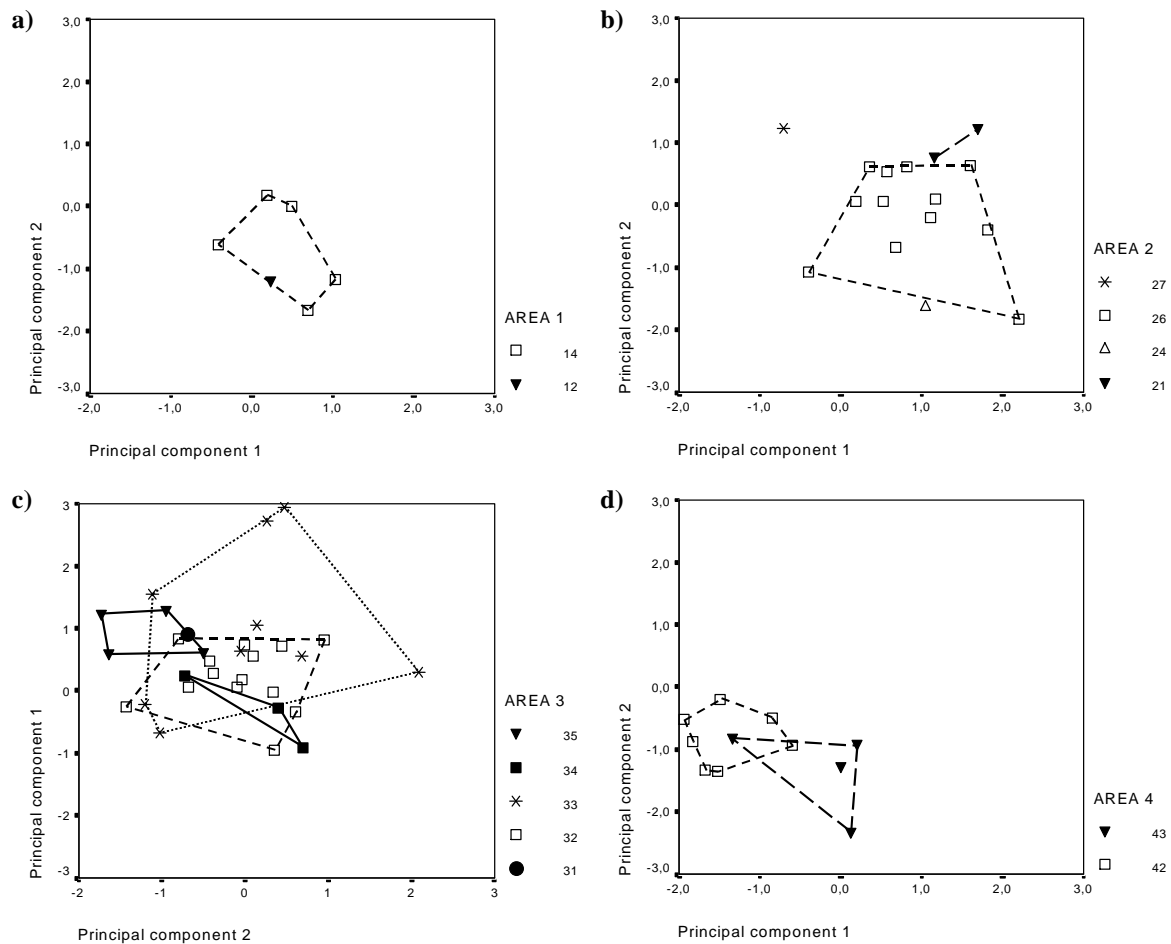 a)
3,0
2,0
1,0
0,0
-1,0
-2,0
-3,0
Principal component 2
-2,0 -1,0 0,0 1,0 2,0 3,0
Principal component 1
AREA 1
14
12
b)
3,0
2,0
1,0
0,0
-1,0
-2,0
-3,0
Principal component 2
-2,0 -1,0 0,0 1,0 2,0 3,0
Principal component 1
AREA 2
27
26
24
21
c)
3
2
1
0
-1
-2
-3
Principal component 1
-2 -1 0 1 2 3
Principal component 2
AREA 3
35
34
33
32
31
d)
3,0
2,0
1,0
0,0
-1,0
-2,0
-3,0
Principal component 2
-2,0 -1,0 0,0 1,0 2,0 3,0
Principal component 1
AREA 4
43
42